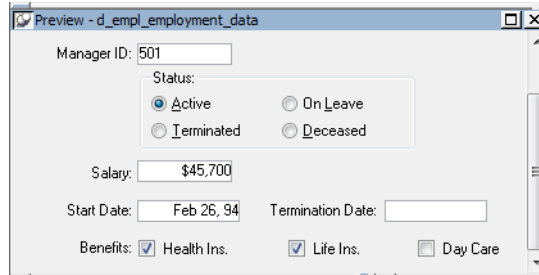 Preview - d_empl_employment_data
Manager ID: 501
Status:
Active On Leave
Terminated Deceased
Salary: $45,700
Start Date: Feb 26, 94 Termination Date:
Benefits: Health Ins. Life Ins. Day Care